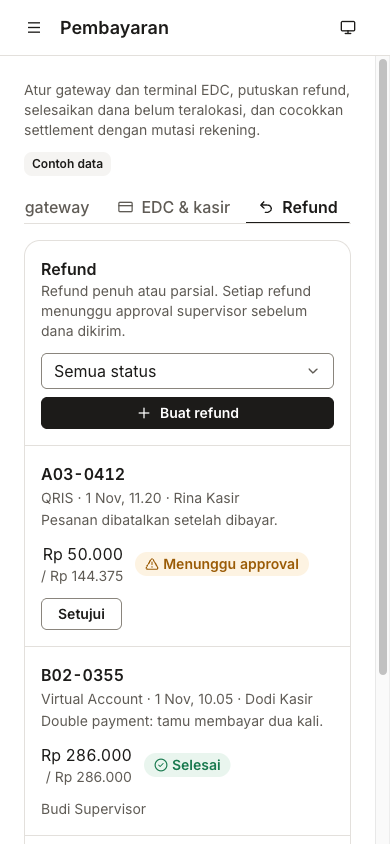 Pembayaran
Atur gateway dan terminal EDC, putuskan refund,
selesaikan dana belum teralokasi, dan cocokkan
settlement dengan mutasi rekening.
Contoh data
gateway EDC & kasir Refund
Refund
Refund penuh atau parsial. Setiap refund
menunggu approval supervisor sebelum
dana dikirim.
Semua status
Buat refund
A03-0412
QRIS · 1 Nov, 11.20 · Rina Kasir
Pesanan dibatalkan setelah dibayar.
Rp 50.000
/ Rp 144.375
Menunggu approval
Setujui
B02-0355
Virtual Account · 1 Nov, 10.05 · Dodi Kasir
Double payment: tamu membayar dua kali.
Rp 286.000
/ Rp 286.000
Selesai
Budi Supervisor